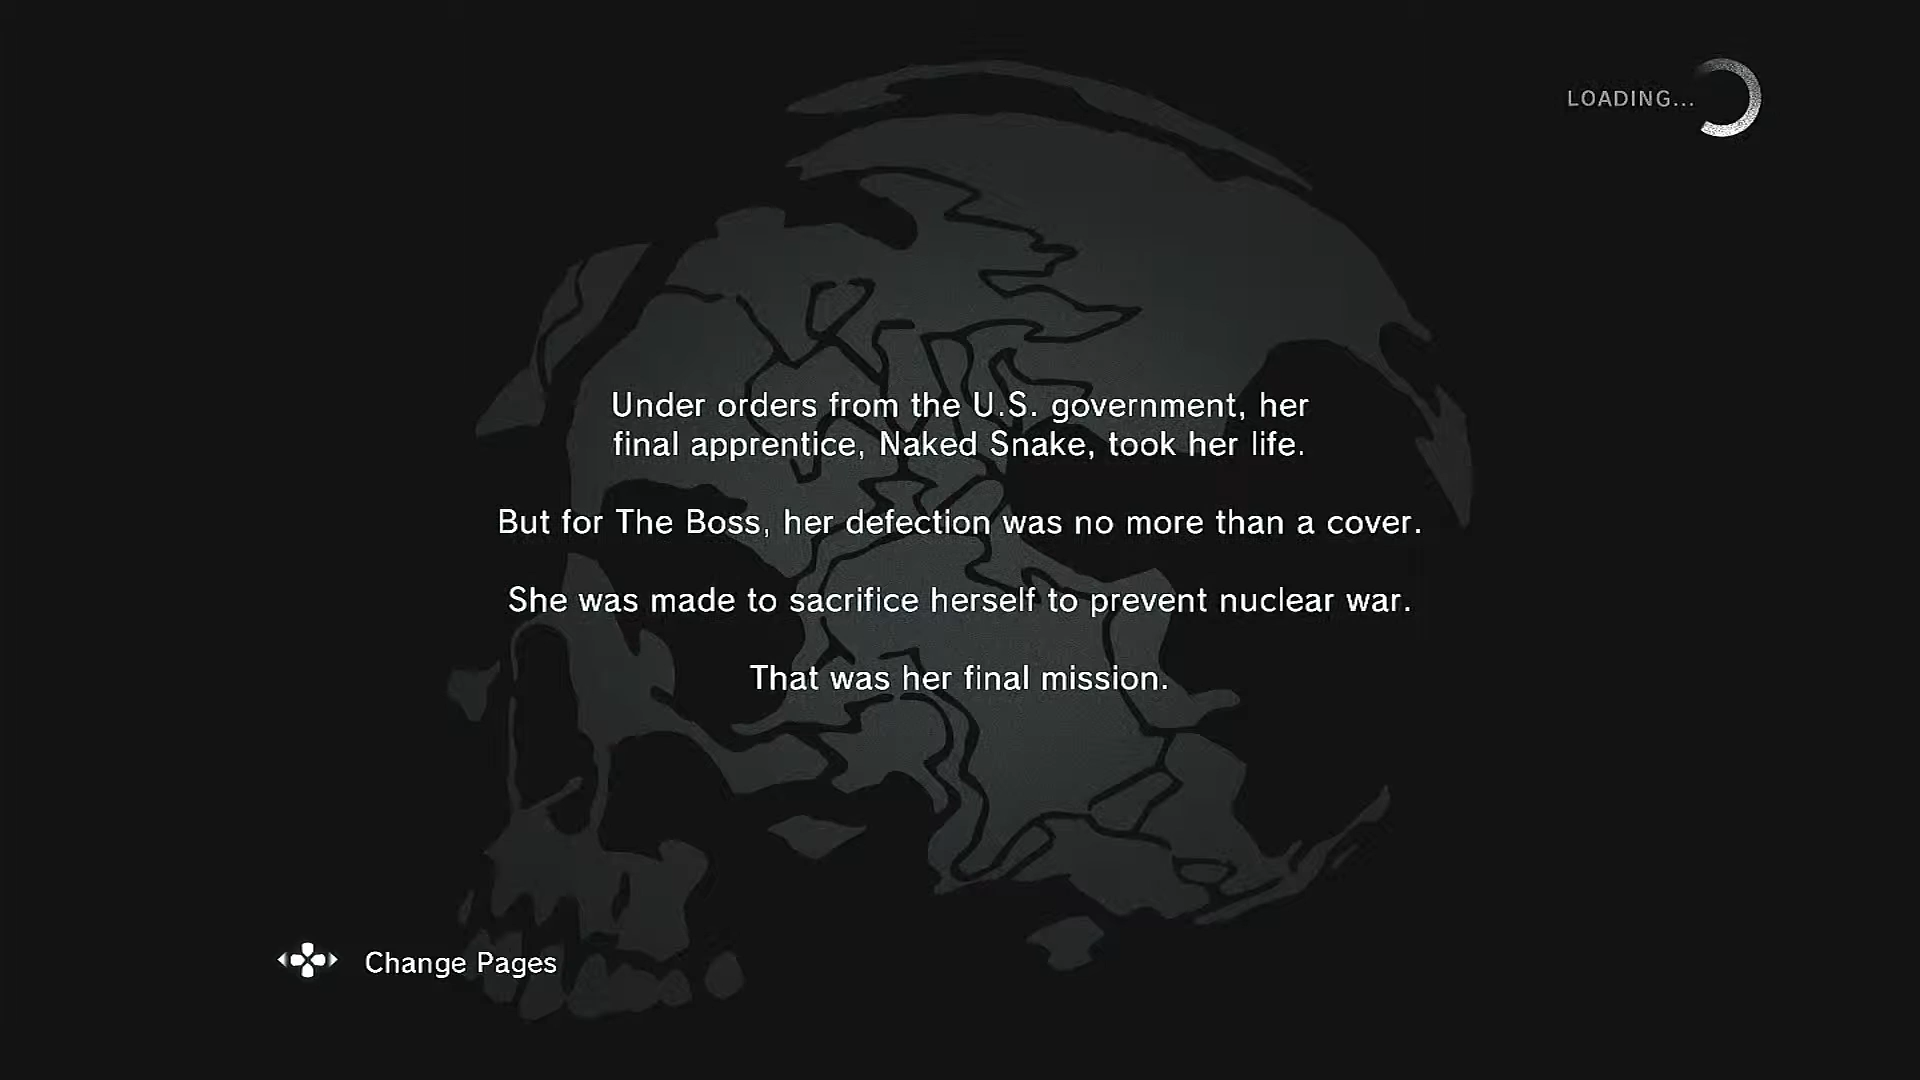 LOADING...
Under orders from the U.S. government, her
final apprentice, Naked Snake, took her life.
But for The Boss, her defection was no more than a cover.
She was made to sacrifice herself to prevent nuclear war.
That was her final mission.
Change Pages